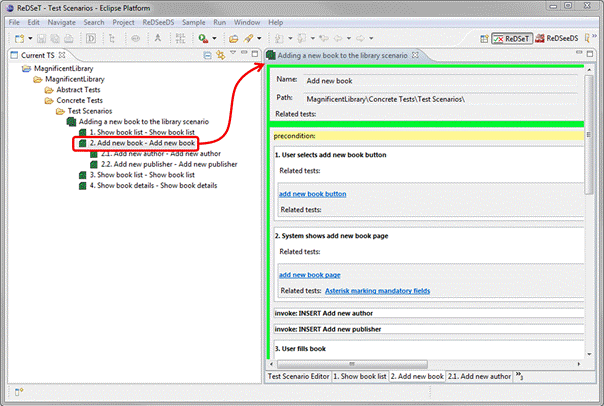 ReDSeT - Test Scenarios - Eclipse Platform
File Edit Navigate Search Project ReDSeeDS Sample Run Window Help
ReDSeT ReDSeeDS
Current TS
MagnificentLibrary
MagnificentLibrary
Abstract Tests
Concrete Tests
Test Scenarios
Adding a new book to the library scenario
1. Show book list - Show book list
2. Add new book - Add new book
2.1. Add new author - Add new author
2.2. Add new publisher - Add new publisher
3. Show book list - Show book list
4. Show book details - Show book details
Adding a new book to the library scenario
Name: Add new book
Path: MagnificentLibrary\Concrete Tests\Test Scenarios\
Related tests:
precondition:
1. User selects add new book button
Related tests:
add new book button
Related tests:
2. System shows add new book page
Related tests:
add new book page
Related tests: Asterisk marking mandatory fields
invoke: INSERT Add new author
invoke: INSERT Add new publisher
3. User fills book
Test Scenario Editor 1. Show book list 2. Add new book 2.1. Add new author »3